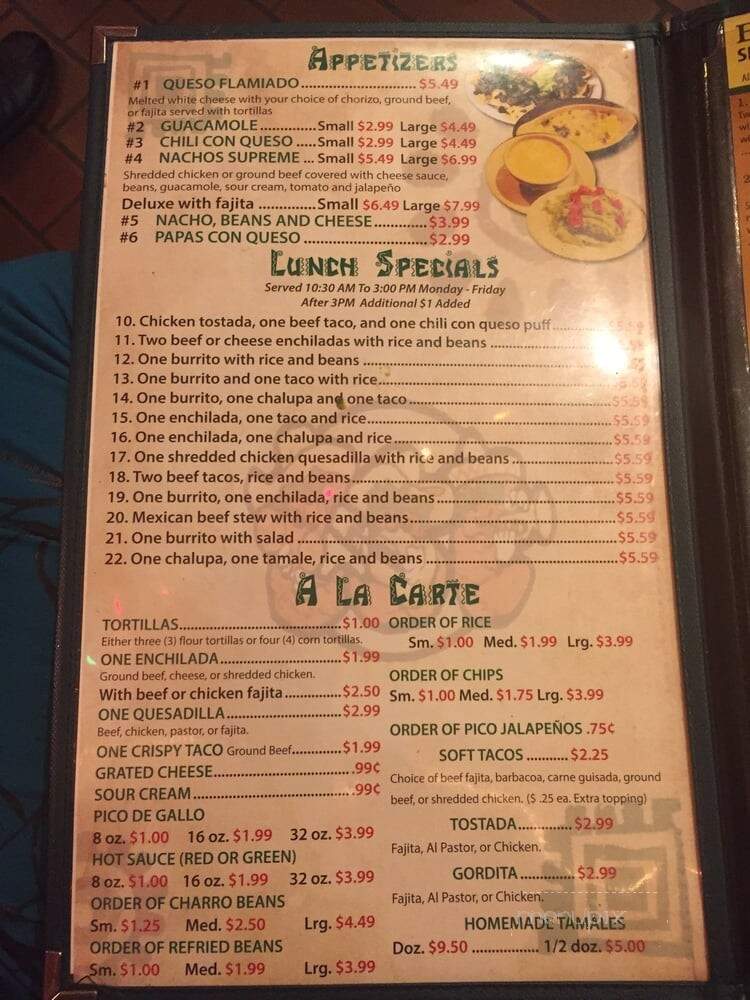 APPETIZERS
#1 QUESO FLAMIADO................................$5.49
Melted white cheese with your choice of chorizo, ground beef,
or fajita served with tortillas
#2 GUACAMOLE..............Small $2.99 Large $4.49
#3 CHILI CON QUESO .....Small $2.99 Large $4.49
#4 NACHOS SUPREME ... Small $5.49 Large $6.99
Shredded chicken or ground beef covered with cheese sauce,
beans, guacamole, sour cream, tomato and jalapeño
Deluxe with fajita ..............Small $6.49 Large $7.99
#5 NACHO, BEANS AND CHEESE............$3.99
#6 PAPAS CON QUESO ............................$2.99
LUNCH SPECIALS
Served 10:30 AM To 3:00 PM Monday - Friday
After 3PM Additional $1 Added
10. Chicken tostada, one beef taco, and one chili con queso puff
11. Two beef or cheese enchiladas with rice and beans
12. One burrito with rice and beans
13. One burrito and one taco with rice
14. One burrito, one chalupa and one taco..........$5.59
15. One enchilada, one taco and rice..........$5.59
16. One enchilada, one chalupa and rice..........$5.59
17. One shredded chicken quesadilla with rice and beans ..........$5.59
18. Two beef tacos, rice and beans..........$5.59
19. One burrito, one enchilada, rice and beans..........$5.59
20. Mexican beef stew with rice and beans..........$5.59
21. One burrito with salad ..........$5.59
22. One chalupa, one tamale, rice and beans ..........$5.59
A LA CARTE
TORTILLAS..........$1.00
Either three (3) flour tortillas or four (4) corn tortillas.
ONE ENCHILADA..........$1.99
Ground beef, cheese, or shredded chicken.
With beef or chicken fajita..........$2.50
ONE QUESADILLA..........$2.99
Beef, chicken, pastor, or fajita.
ONE CRISPY TACO Ground Beef..........$1.99
GRATED CHEESE...........99¢
SOUR CREAM...........99¢
PICO DE GALLO
8 oz. $1.00 16 oz. $1.99 32 oz. $3.99
HOT SAUCE (RED OR GREEN)
8 oz. $1.00 16 oz. $1.99 32 oz. $3.99
ORDER OF CHARRO BEANS
Sm. $1.25 Med. $2.50 Lrg. $4.49
ORDER OF REFRIED BEANS
Sm. $1.00 Med. $1.99 Lrg. $3.99
ORDER OF RICE
Sm. $1.00 Med. $1.99 Lrg. $3.99
ORDER OF CHIPS
Sm. $1.00 Med. $1.75 Lrg. $3.99
ORDER OF PICO JALAPEÑOS .75¢
SOFT TACOS ........... $2.25
Choice of beef fajita, barbacoa, carne guisada, ground
beef, or shredded chicken. ($ .25 ea. Extra topping)
TOSTADA.............. $2.99
Fajita, Al Pastor, or Chicken.
GORDITA ..............$2.99
Fajita, Al Pastor, or Chicken.
HOMEMADE TAMALES
Doz. $9.50 .................. 1/2 doz. $5.00